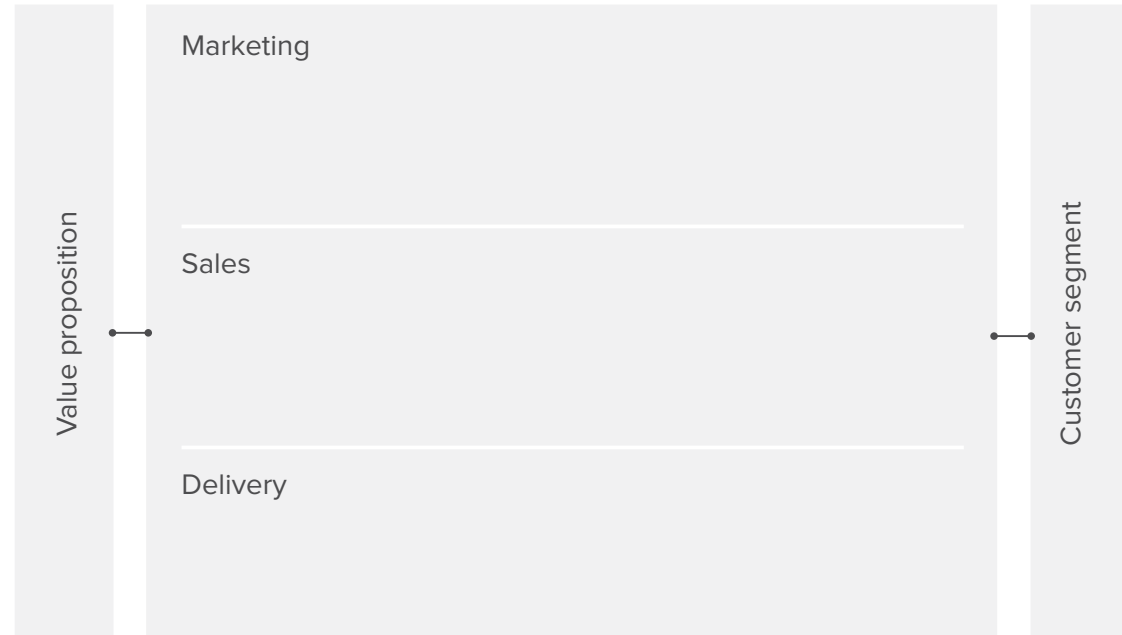 Value proposition
Marketing
Sales
Delivery
Customer segment